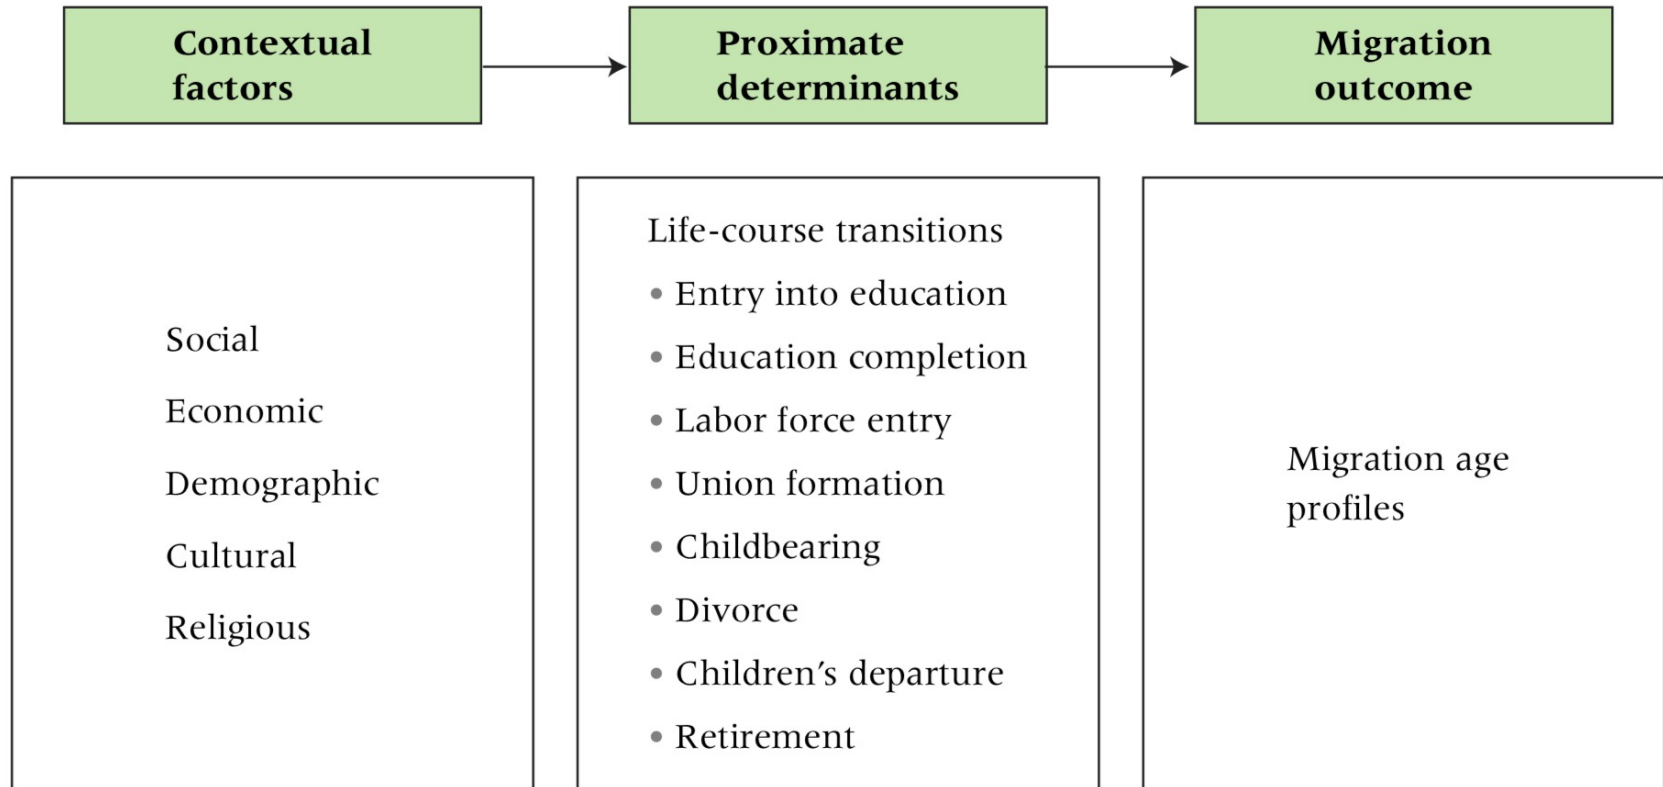 Contextual
factors
Proximate
determinants
Migration
outcome
Social
Economic
Demographic
Cultural
Religious
Life-course transitions
• Entry into education
• Education completion
• Labor force entry
• Union formation
• Childbearing
• Divorce
• Children’s departure
• Retirement
Migration age
profiles